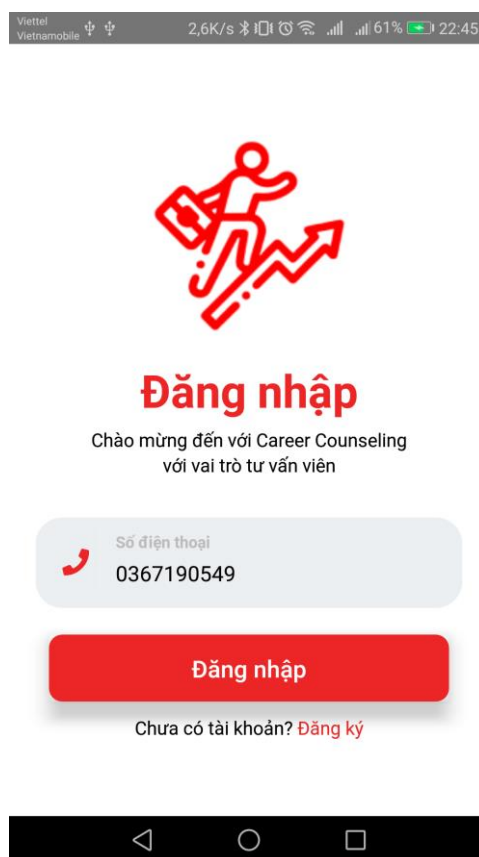 Viettel
Vietnamobile 2,6K/s 61% 22:45
Đăng nhập
Chào mừng đến với Career Counseling
với vai trò tư vấn viên
Số điện thoại
0367190549
Đăng nhập
Chưa có tài khoản? Đăng ký